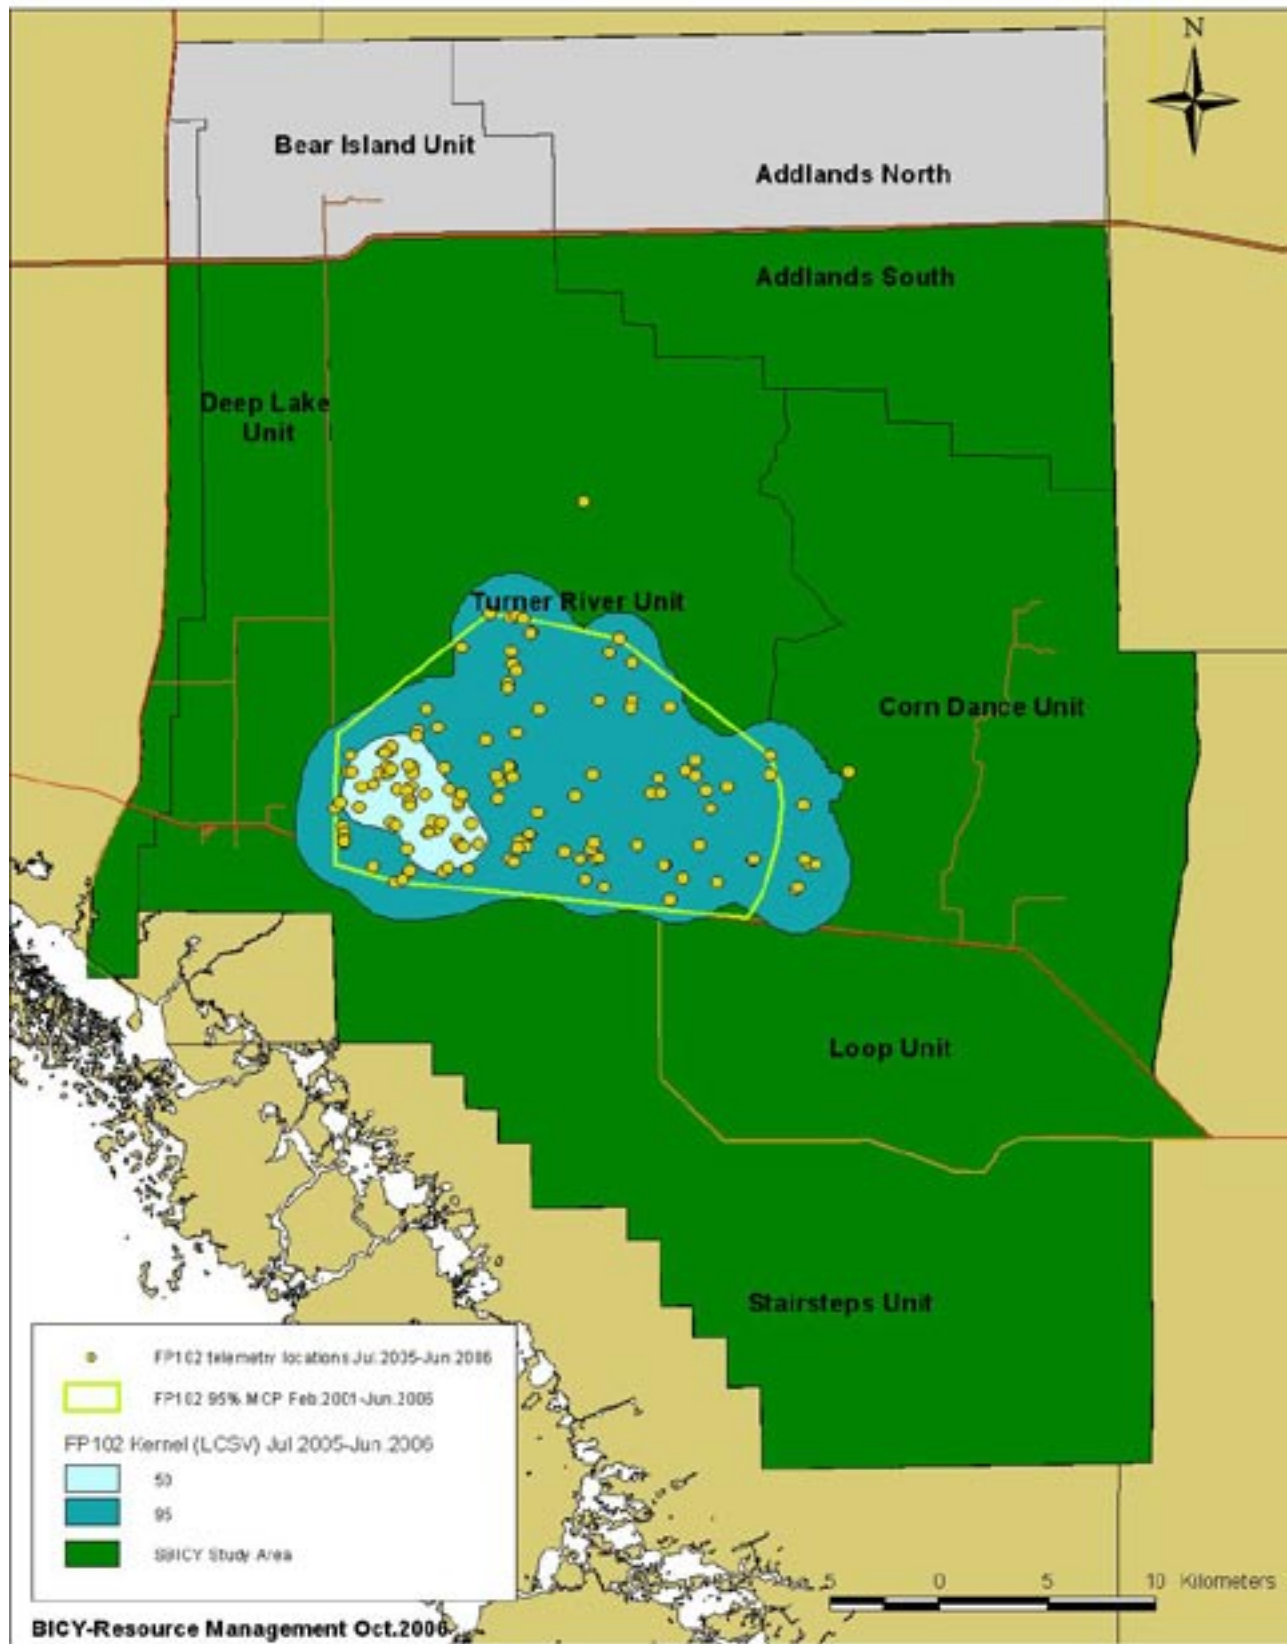 N
Bear Island Unit
Addlands North
Addlands South
Deep Lake
Unit
Turner River Unit
Corn Dance Unit
Loop Unit
Stairsteps Unit
FP102 telemetry locations Jul.2005-Jun.2006
FP102 95% MCP Feb.2001-Jun.2006
FP102 Kernel (LCSV) Jul.2005-Jun.2006
50
95
SBICY Study Area
5 0 5 10 Kilometers
BICY-Resource Management Oct.2006